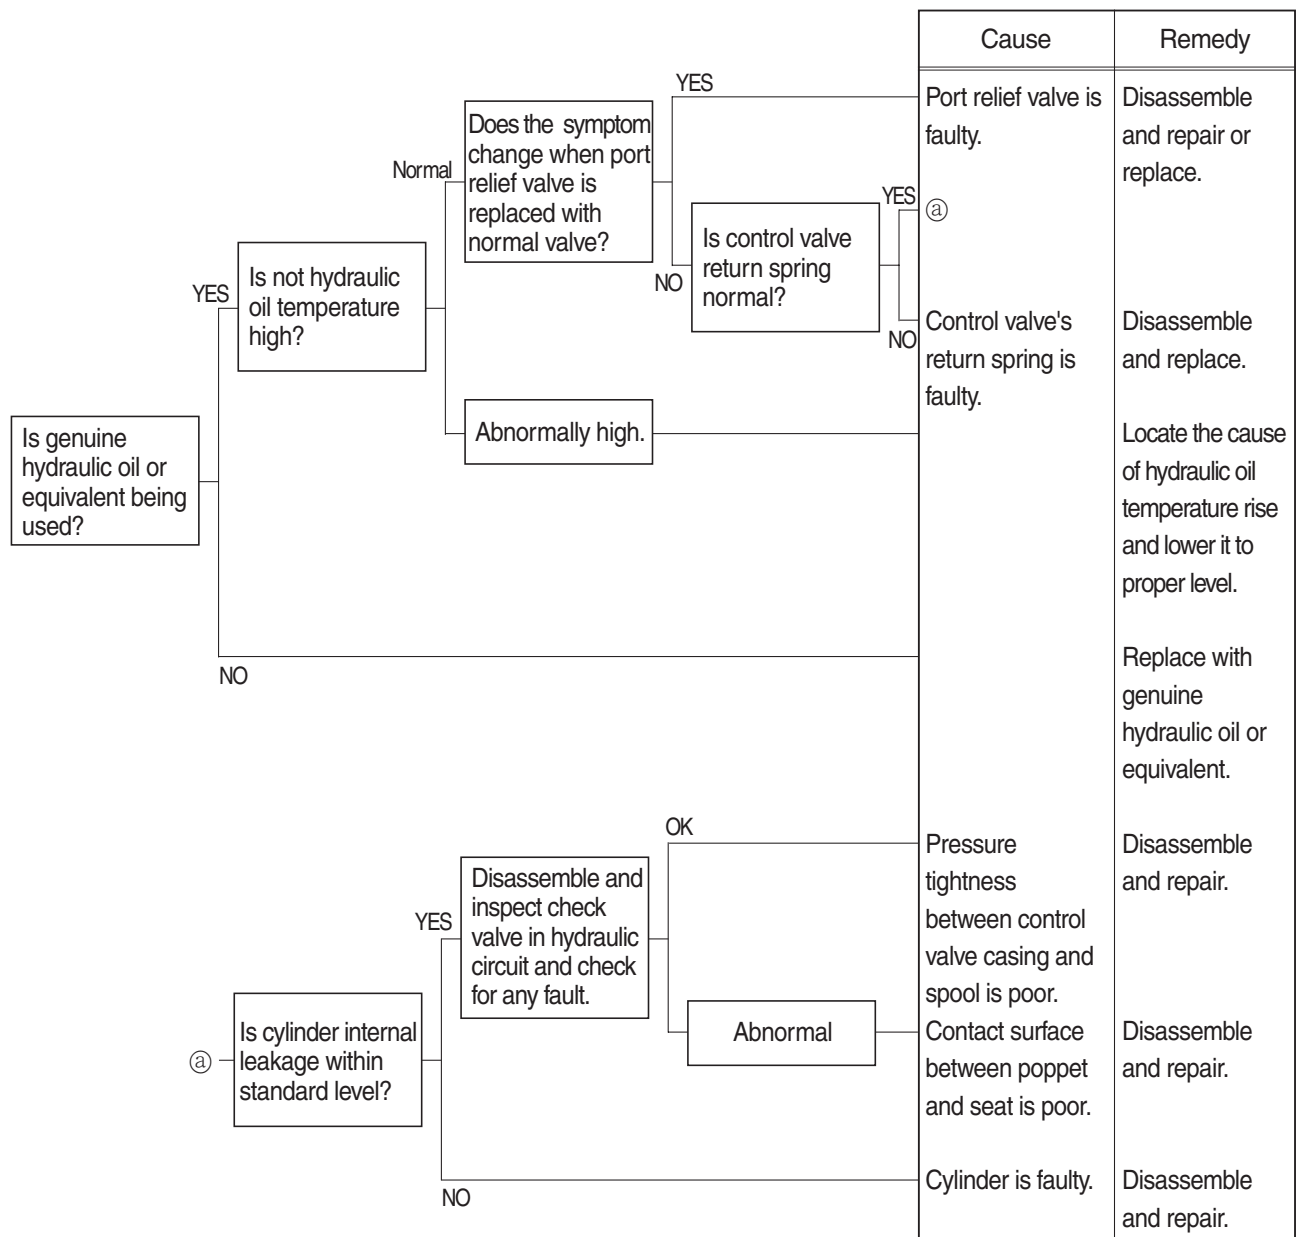 Cause
Remedy
YES
Port relief valve is
faulty.
Disassemble
and repair or
replace.
Does the symptom
change when port
relief valve is
replaced with
normal valve?
Normal
YES
ⓐ
Is control valve
return spring
normal?
NO
NO
Control valve's
return spring is
faulty.
Disassemble
and replace.
YES
Is not hydraulic
oil temperature
high?
Abnormally high.
Locate the cause
of hydraulic oil
temperature rise
and lower it to
proper level.
Is genuine
hydraulic oil or
equivalent being
used?
NO
Replace with
genuine
hydraulic oil or
equivalent.
OK
Pressure
tightness
between control
valve casing and
spool is poor.
Disassemble
and repair.
YES
Disassemble and
inspect check
valve in hydraulic
circuit and check
for any fault.
Abnormal
Contact surface
between poppet
and seat is poor.
Disassemble
and repair.
ⓐ
Is cylinder internal
leakage within
standard level?
NO
Cylinder is faulty.
Disassemble
and repair.